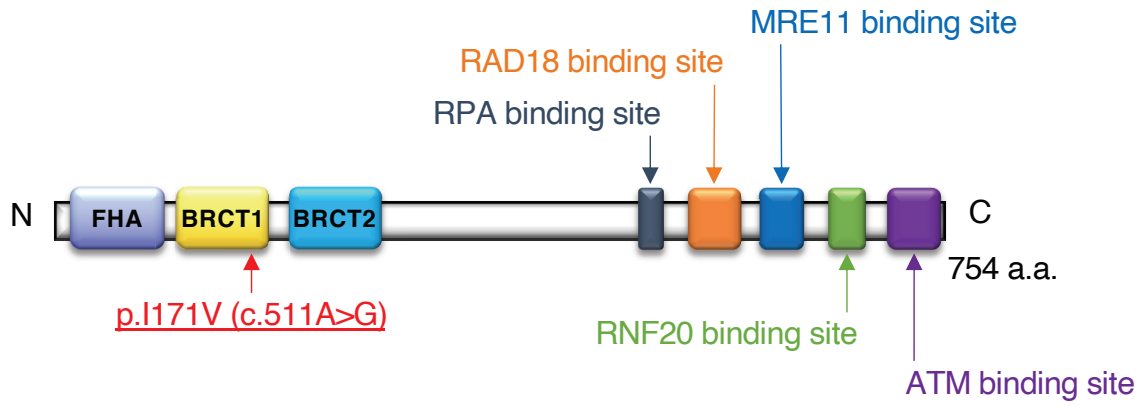 MRE11 binding site
RAD18 binding site
RPA binding site
N
FHA
BRCT1
BRCT2
C
754 a.a.
p.I171V (c.511A>G)
RNF20 binding site
ATM binding site